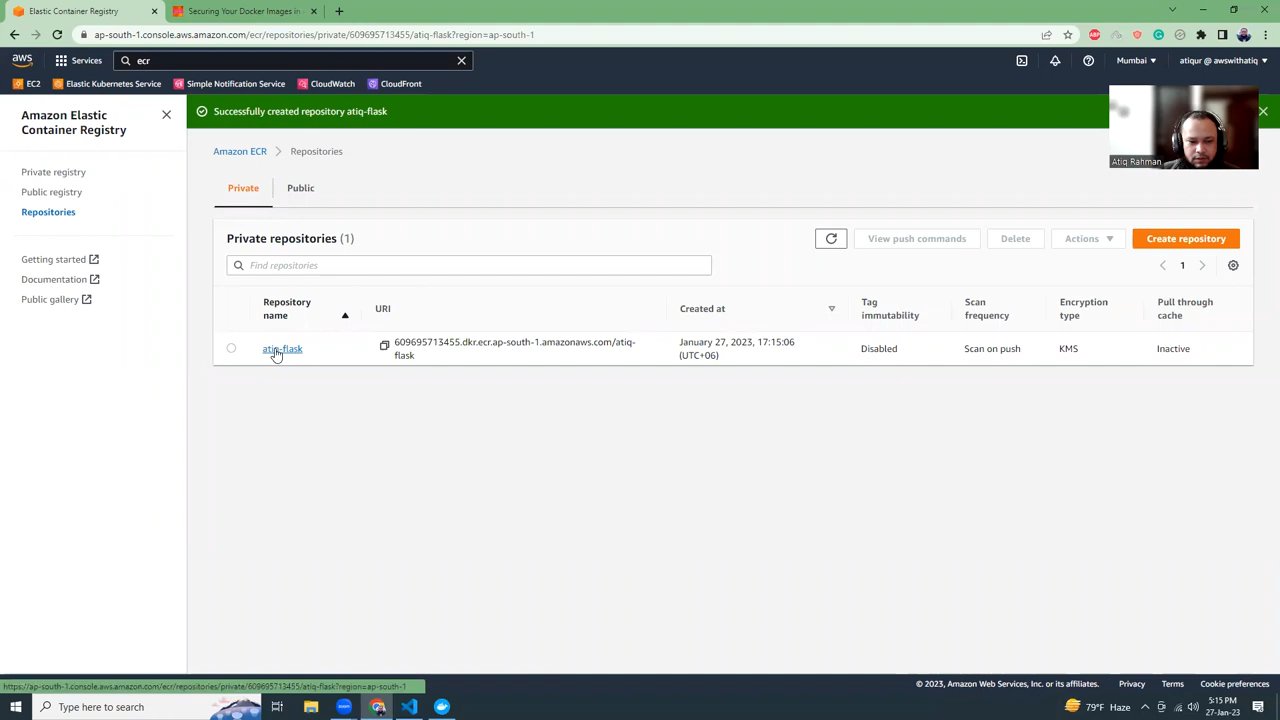 Elastic Container Registry
Securing Your Docker Images in
ap-south-1.console.aws.amazon.com/ecr/repositories/private/609695713455/atiq-flask?region=ap-south-1
aws
Services
ecr
Mumbai
atiqur @ awswithatiq
EC2
Elastic Kubernetes Service
Simple Notification Service
CloudWatch
CloudFront
Amazon Elastic
Container Registry
Private registry
Public registry
Repositories
Getting started
Documentation
Public gallery
Successfully created repository atiq-flask
Atiq Rahman
Amazon ECR
Repositories
Private
Public
Private repositories (1)
View push commands
Delete
Actions
Create repository
Find repositories
1
Repository
name
URI
Created at
Tag
immutability
Scan
frequency
Encryption
type
Pull through
cache
atiq-flask
609695713455.dkr.ecr.ap-south-1.amazonaws.com/atiq-
flask
January 27, 2023, 17:15:06
(UTC+06)
Disabled
Scan on push
KMS
Inactive
https://ap-south-1.console.aws.amazon.com/ecr/repositories/private/609695713455/atiq-flask?region=ap-south-1
© 2023, Amazon Web Services, Inc. or its affiliates.
Privacy
Terms
Cookie preferences
Type here to search
79°F Haze
5:15 PM
27-Jan-23